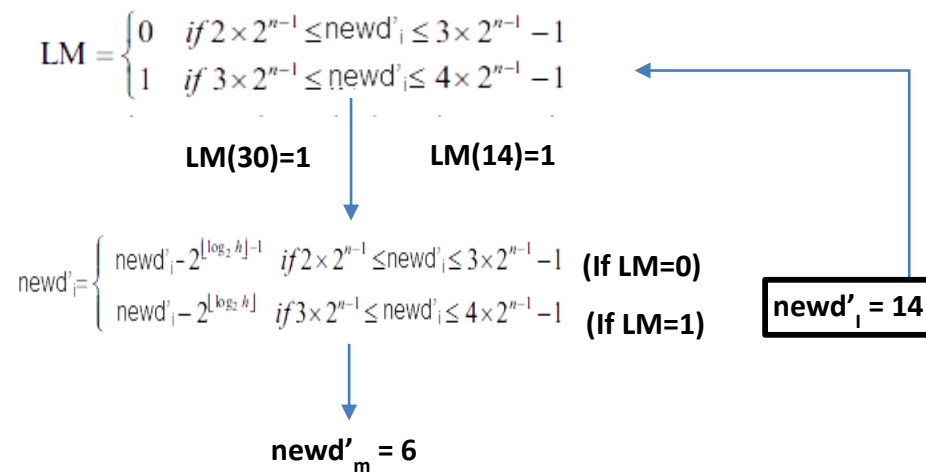 LM = { 0 if 2 × 2^{n-1} ≤ newd'_i ≤ 3 × 2^{n-1} − 1
1 if 3 × 2^{n-1} ≤ newd'_i ≤ 4 × 2^{n-1} − 1
LM(30)=1 LM(14)=1
newd'_i = { newd'_i − 2^{⌊log_2 h⌋−1} if 2 × 2^{n-1} ≤ newd'_i ≤ 3 × 2^{n-1} − 1 (If LM=0)
newd'_i − 2^{⌊log_2 h⌋} if 3 × 2^{n-1} ≤ newd'_i ≤ 4 × 2^{n-1} − 1 (If LM=1)
newd'_l = 14
newd'_m = 6